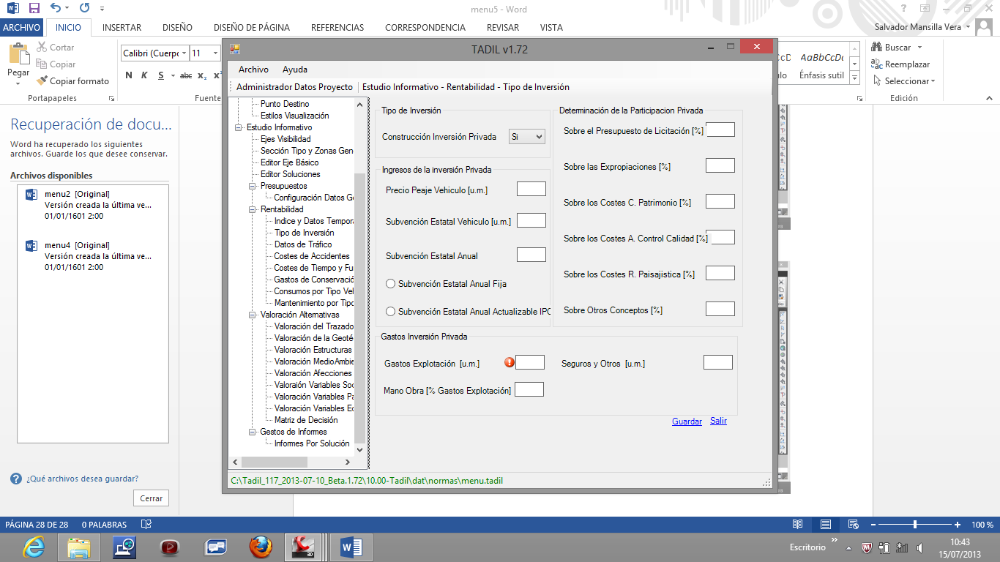 menu5 - Word
ARCHIVO INICIO INSERTAR DISEÑO DISEÑO DE PÁGINA REFERENCIAS CORRESPONDENCIA REVISAR VISTA
Salvador Mansilla Vera
Pegar
Cortar
Copiar
Copiar formato
Portapapeles
Calibri (Cuerpo 11
N K S abc x₂ x²
Fuente
AaBbCcDc
Énfasis sutil
Buscar
Reemplazar
Seleccionar
Edición
Recuperación de docu...
Word ha recuperado los siguientes
archivos. Guarde los que desee conservar.
Archivos disponibles
menu2 [Original]
Versión creada la última ve...
01/01/1601 2:00
menu4 [Original]
Versión creada la última ve...
01/01/1601 2:00
¿Qué archivos desea guardar?
Cerrar
TADIL v1.72
Archivo Ayuda
Administrador Datos Proyecto Estudio Informativo - Rentabilidad - Tipo de Inversión
Punto Destino
Estilos Visualización
Estudio Informativo
Ejes Visibilidad
Sección Tipo y Zonas Gen
Editor Eje Básico
Editor Soluciones
Presupuestos
Configuración Datos Ge
Rentabilidad
Indice y Datos Tempora
Tipo de Inversión
Datos de Tráfico
Costes de Accidentes
Costes de Tiempo y Fu
Gastos de Conservació
Consumos por Tipo Vel
Mantenimiento por Tipo
Valoración Alternativas
Valoración del Trazado
Valoración de la Geoté
Valoración Estructuras
Valoración MedioAmbie
Valoración Afecciones
Valoraión Variables Soc
Valoración Variables Pa
Valoración Variables Ec
Matriz de Decisión
Gestos de Informes
Informes Por Solución
Tipo de Inversión
Construcción Inversión Privada Si
Ingresos de la inversión Privada
Precio Peaje Vehiculo [u.m.]
Subvención Estatal Vehiculo [u.m.]
Subvención Estatal Anual
Subvención Estatal Anual Fija
Subvención Estatal Anual Actualizable IPC
Determinación de la Participacion Privada
Sobre el Presupuesto de Licitación [%]
Sobre las Expropiaciones [%]
Sobre los Costes C. Patrimonio [%]
Sobre los Costes A. Control Calidad [%]
Sobre los Costes R. Paisajistica [%]
Sobre Otros Conceptos [%]
Gastos Inversión Privada
Gastos Explotación [u.m.]
Seguros y Otros [u.m.]
Mano Obra [% Gastos Explotación]
Guardar Salir
C:\Tadil_117_2013-07-10_Beta.1.72\10.00-Tadil\dat\normas\menu.tadil
PÁGINA 28 DE 28 0 PALABRAS
100 %
Escritorio
10:43
15/07/2013